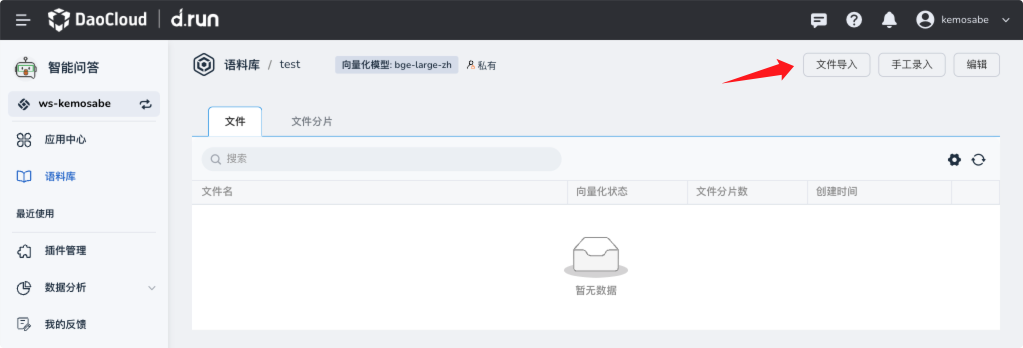 DaoCloud d.run kemosabe
智能问答
ws-kemosabe
应用中心
语料库
最近使用
插件管理
数据分析
我的反馈
语料库 / test 向量化模型: bge-large-zh 私有 文件导入 手工录入 编辑
文件 文件分片
搜索
文件名 向量化状态 文件分片数 创建时间
暂无数据